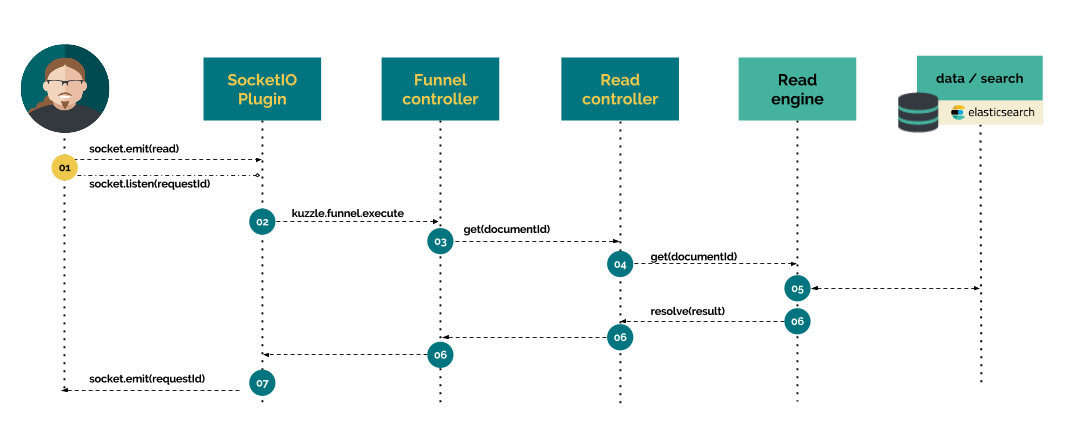 SocketIO
Plugin
Funnel
controller
Read
controller
Read
engine
data / search
elasticsearch
socket.emit(read)
01
socket.listen(requestId)
02
kuzzle.funnel.execute
03
get(documentId)
04
get(documentId)
05
resolve(result)
06
06
06
socket.emit(requestId)
07